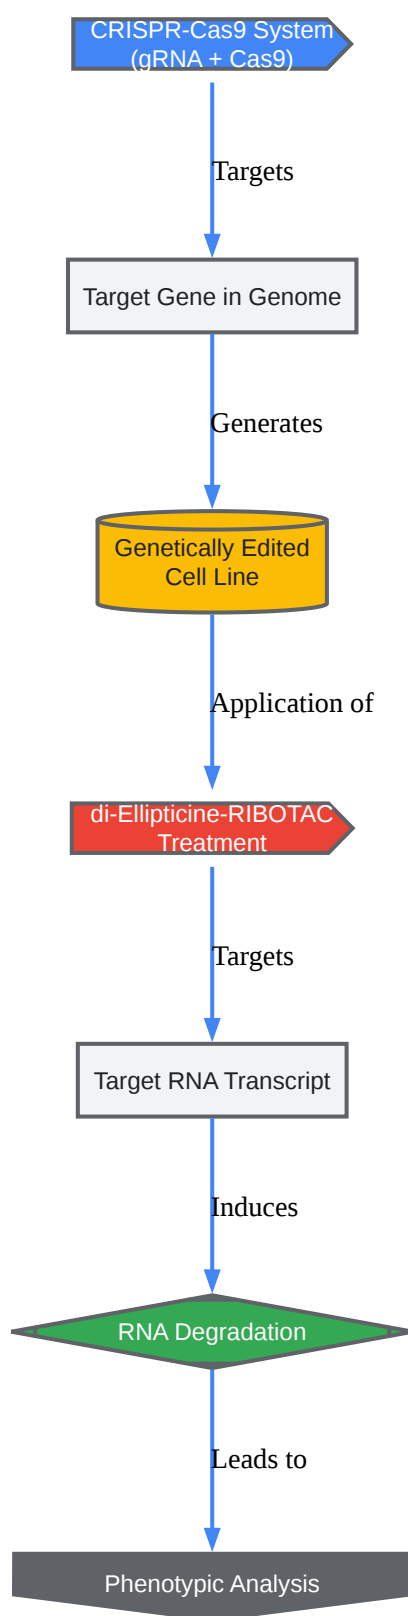 CRISPR-Cas9 System
(gRNA + Cas9)
Targets
Target Gene in Genome
Generates
Genetically Edited
Cell Line
Application of
di-Ellipticine-RIBOTAC
Treatment
Targets
Target RNA Transcript
Induces
RNA Degradation
Leads to
Phenotypic Analysis